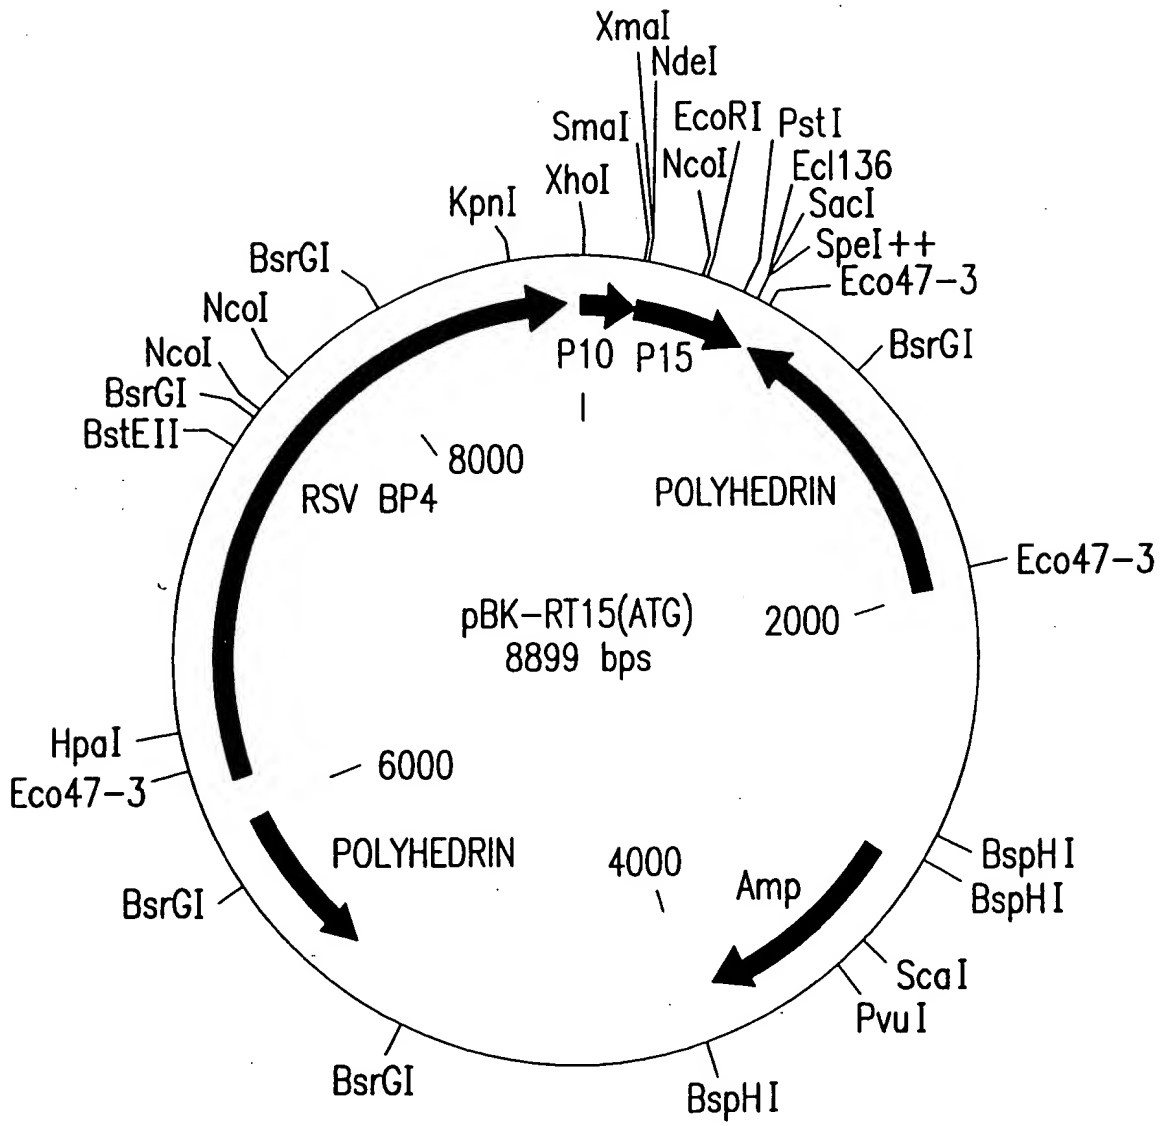 XmaI
NdeI
SmaI
EcoRI
PstI
XhoI
NcoI
Ecl136
KpnI
SacI
SpeI++
BsrGI
Eco47-3
NcoI
BsrGI
NcoI
P10
P15
BsrGI
BstEII
8000
RSV BP4
POLYHEDRIN
Eco47-3
pBK-RT15(ATG)
8899 bps
2000
HpaI
6000
Eco47-3
POLYHEDRIN
4000
Amp
BspHI
BspHI
BsrGI
ScaI
PvuI
BsrGI
BspHI